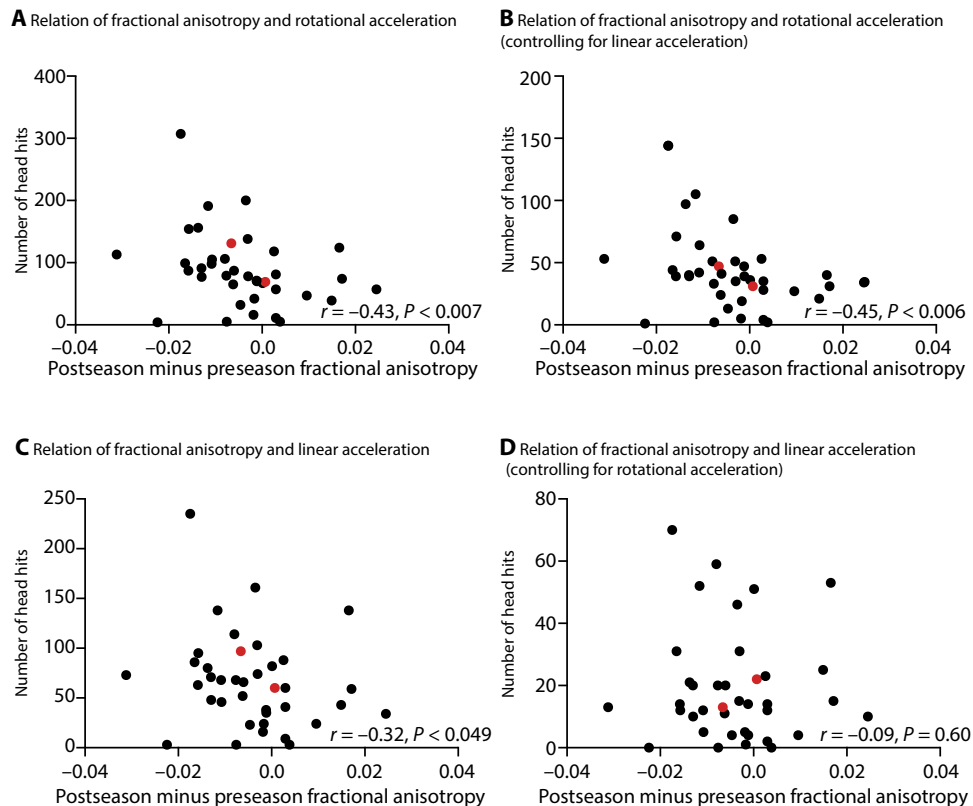 A Relation of fractional anisotropy and rotational acceleration
Number of head hits
400
300
200
100
0
−0.04
−0.02
0.0
0.02
0.04
r = −0.43, P < 0.007
Postseason minus preseason fractional anisotropy
B Relation of fractional anisotropy and rotational acceleration
(controlling for linear acceleration)
Number of head hits
200
150
100
50
0
−0.04
−0.02
0.0
0.02
0.04
r = −0.45, P < 0.006
Postseason minus preseason fractional anisotropy
C Relation of fractional anisotropy and linear acceleration
Number of head hits
250
200
150
100
50
0
−0.04
−0.02
0.0
0.02
0.04
r = −0.32, P < 0.049
Postseason minus preseason fractional anisotropy
D Relation of fractional anisotropy and linear acceleration
(controlling for rotational acceleration)
Number of head hits
80
60
40
20
0
−0.04
−0.02
0.0
0.02
0.04
r = −0.09, P = 0.60
Postseason minus preseason fractional anisotropy